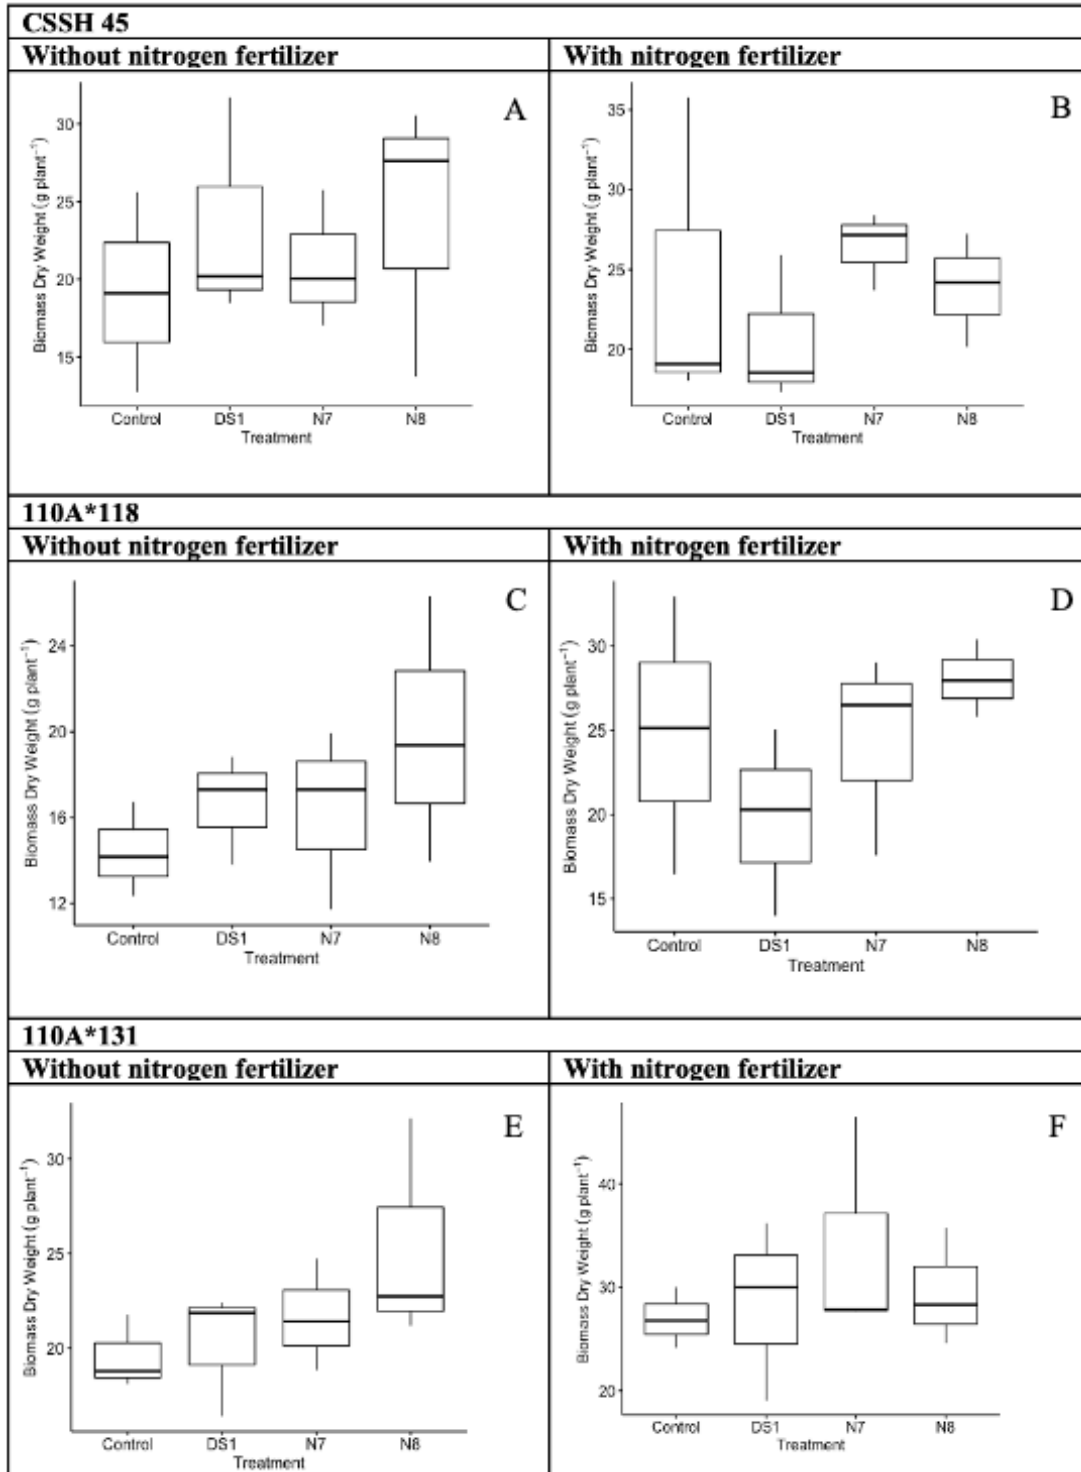 CSSH 45
Without nitrogen fertilizer With nitrogen fertilizer
A
Biomass Dry Weight (g plant⁻¹)
30
25
20
15
Control DS1 N7 N8
Treatment
B
Biomass Dry Weight (g plant⁻¹)
35
30
25
20
Control DS1 N7 N8
Treatment
110A*118
Without nitrogen fertilizer With nitrogen fertilizer
C
Biomass Dry Weight (g plant⁻¹)
24
20
16
12
Control DS1 N7 N8
Treatment
D
Biomass Dry Weight (g plant⁻¹)
30
25
20
15
Control DS1 N7 N8
Treatment
110A*131
Without nitrogen fertilizer With nitrogen fertilizer
E
Biomass Dry Weight (g plant⁻¹)
30
25
20
Control DS1 N7 N8
Treatment
F
Biomass Dry Weight (g plant⁻¹)
40
30
20
Control DS1 N7 N8
Treatment